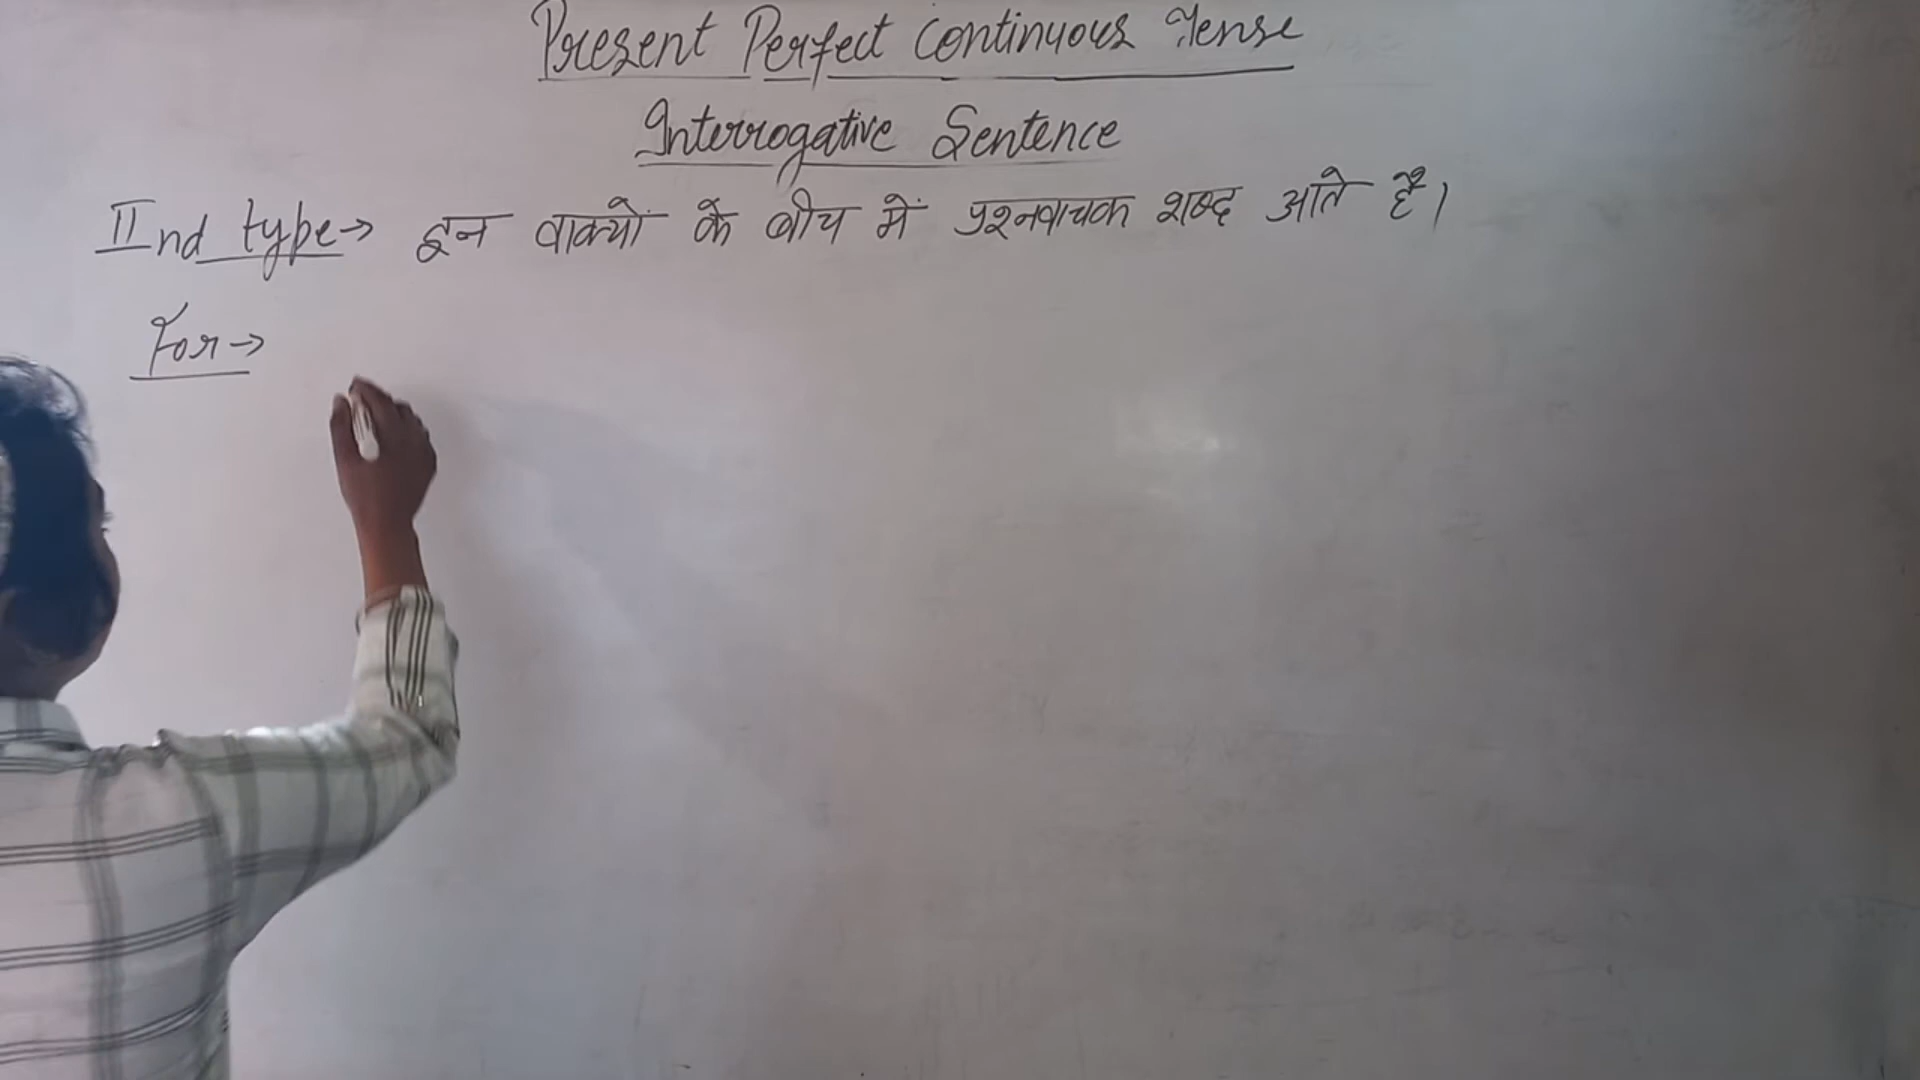 Present Perfect Continuous Tense
Interrogative Sentence
IInd type→ इन वाक्यों के बीच में प्रश्नवाचक शब्द आते हैं।
For→